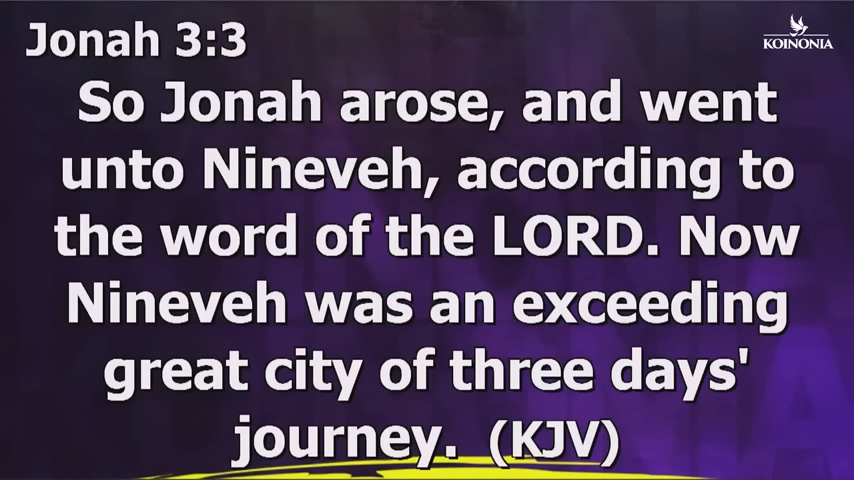 Jonah 3:3
KOINONIA
So Jonah arose, and went
unto Nineveh, according to
the word of the LORD. Now
Nineveh was an exceeding
great city of three days'
journey. (KJV)